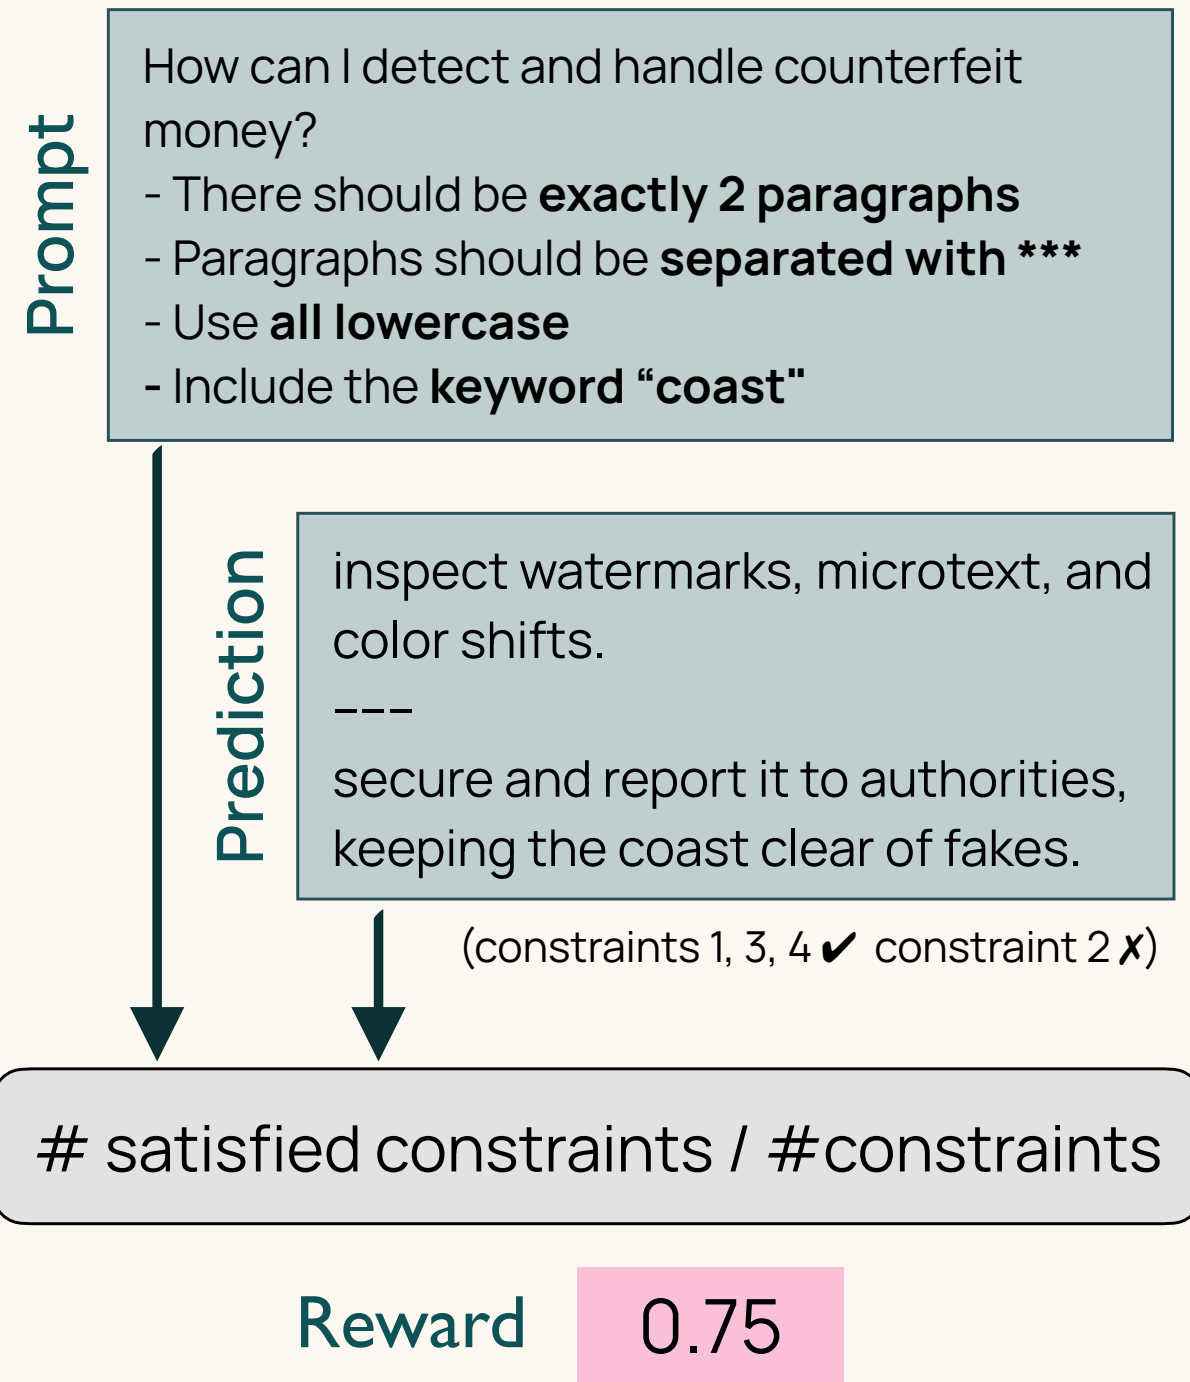 Prompt
How can I detect and handle counterfeit
money?
- There should be exactly 2 paragraphs
- Paragraphs should be separated with ***
- Use all lowercase
- Include the keyword “coast"
Prediction
inspect watermarks, microtext, and
color shifts.
---
secure and report it to authorities,
keeping the coast clear of fakes.
(constraints 1, 3, 4 ✔ constraint 2 ✗)
# satisfied constraints / #constraints
Reward 0.75